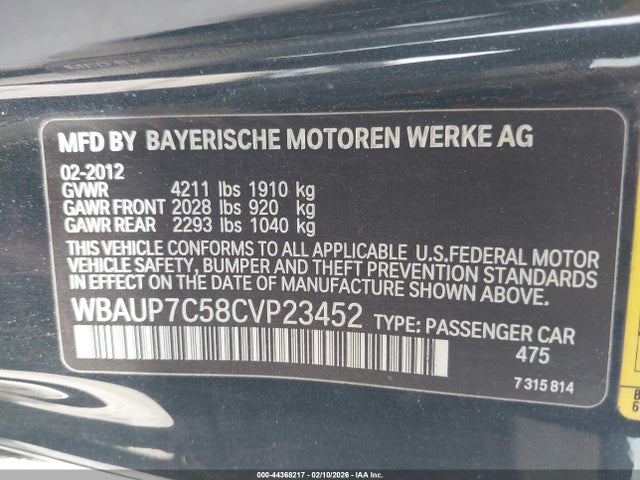 MFD BY BAYERISCHE MOTOREN WERKE AG
02-2012
GVWR 4211 lbs 1910 kg
GAWR FRONT 2028 lbs 920 kg
GAWR REAR 2293 lbs 1040 kg
THIS VEHICLE CONFORMS TO ALL APPLICABLE U.S.FEDERAL MOTOR
VEHICLE SAFETY, BUMPER AND THEFT PREVENTION STANDARDS
IN EFFECT ON THE DATE OF MANUFACTURE SHOWN ABOVE.
WBAUP7C58CVP23452 TYPE: PASSENGER CAR
475
7 315 814
000-44368217 - 02/10/2026 - IAA Inc.